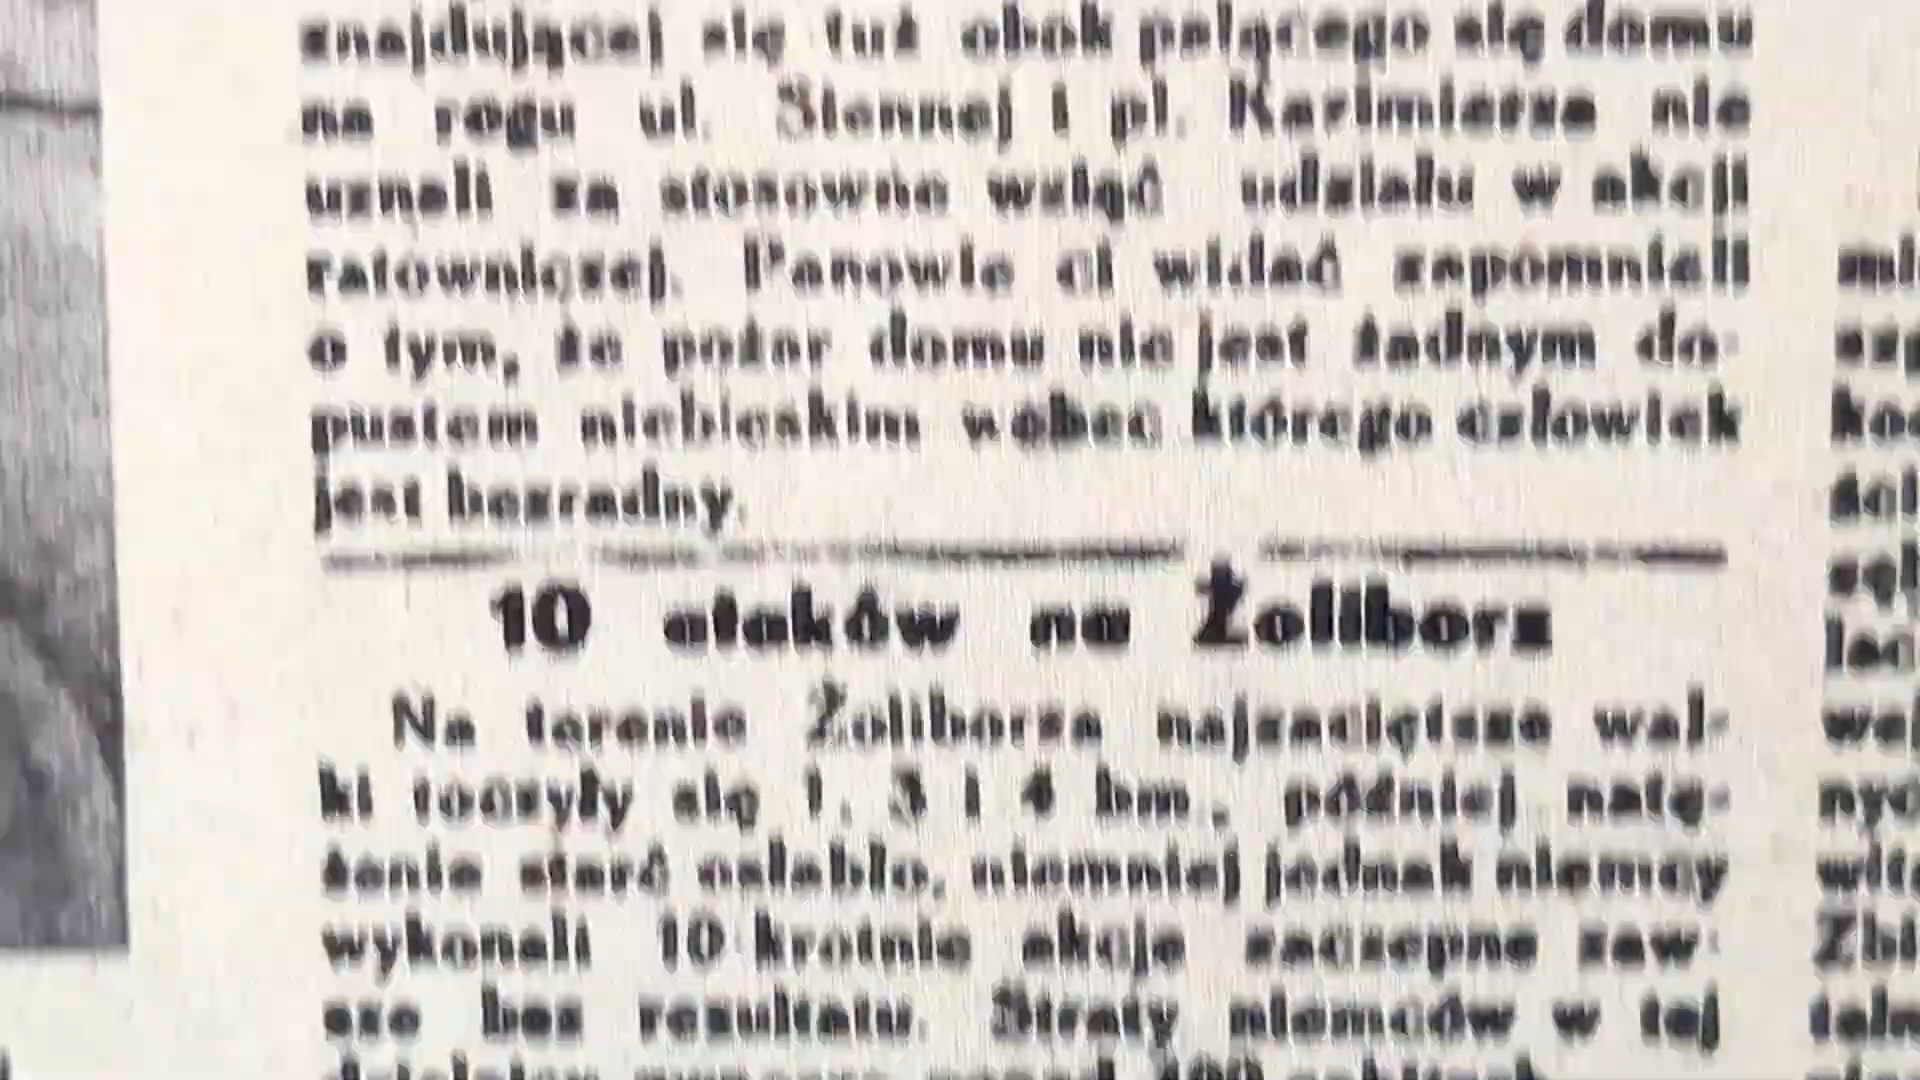 znajdującej się tuż obok palącego się domu
na rogu ul. Siennej i pl. Kazimierza nie
uznali za stosowne wziąć udziału w akcji
ratowniczej. Panowie ci widać zapomnieli
o tym, że pożar domu nie jest żadnym do-
pustem niebieskim wobec którego człowiek
jest bezradny.
10 ataków na Żoliborz
Na terenie Żoliborza najzaciętsze wal-
ki toczyły się 1, 3 i 4 bm., później natę-
żenie starć osłabło, niemniej jednak niemcy
wykonali 10 krotnie akcje zaczepne zaw-
sze bez rezultatu. Straty niemców w tej